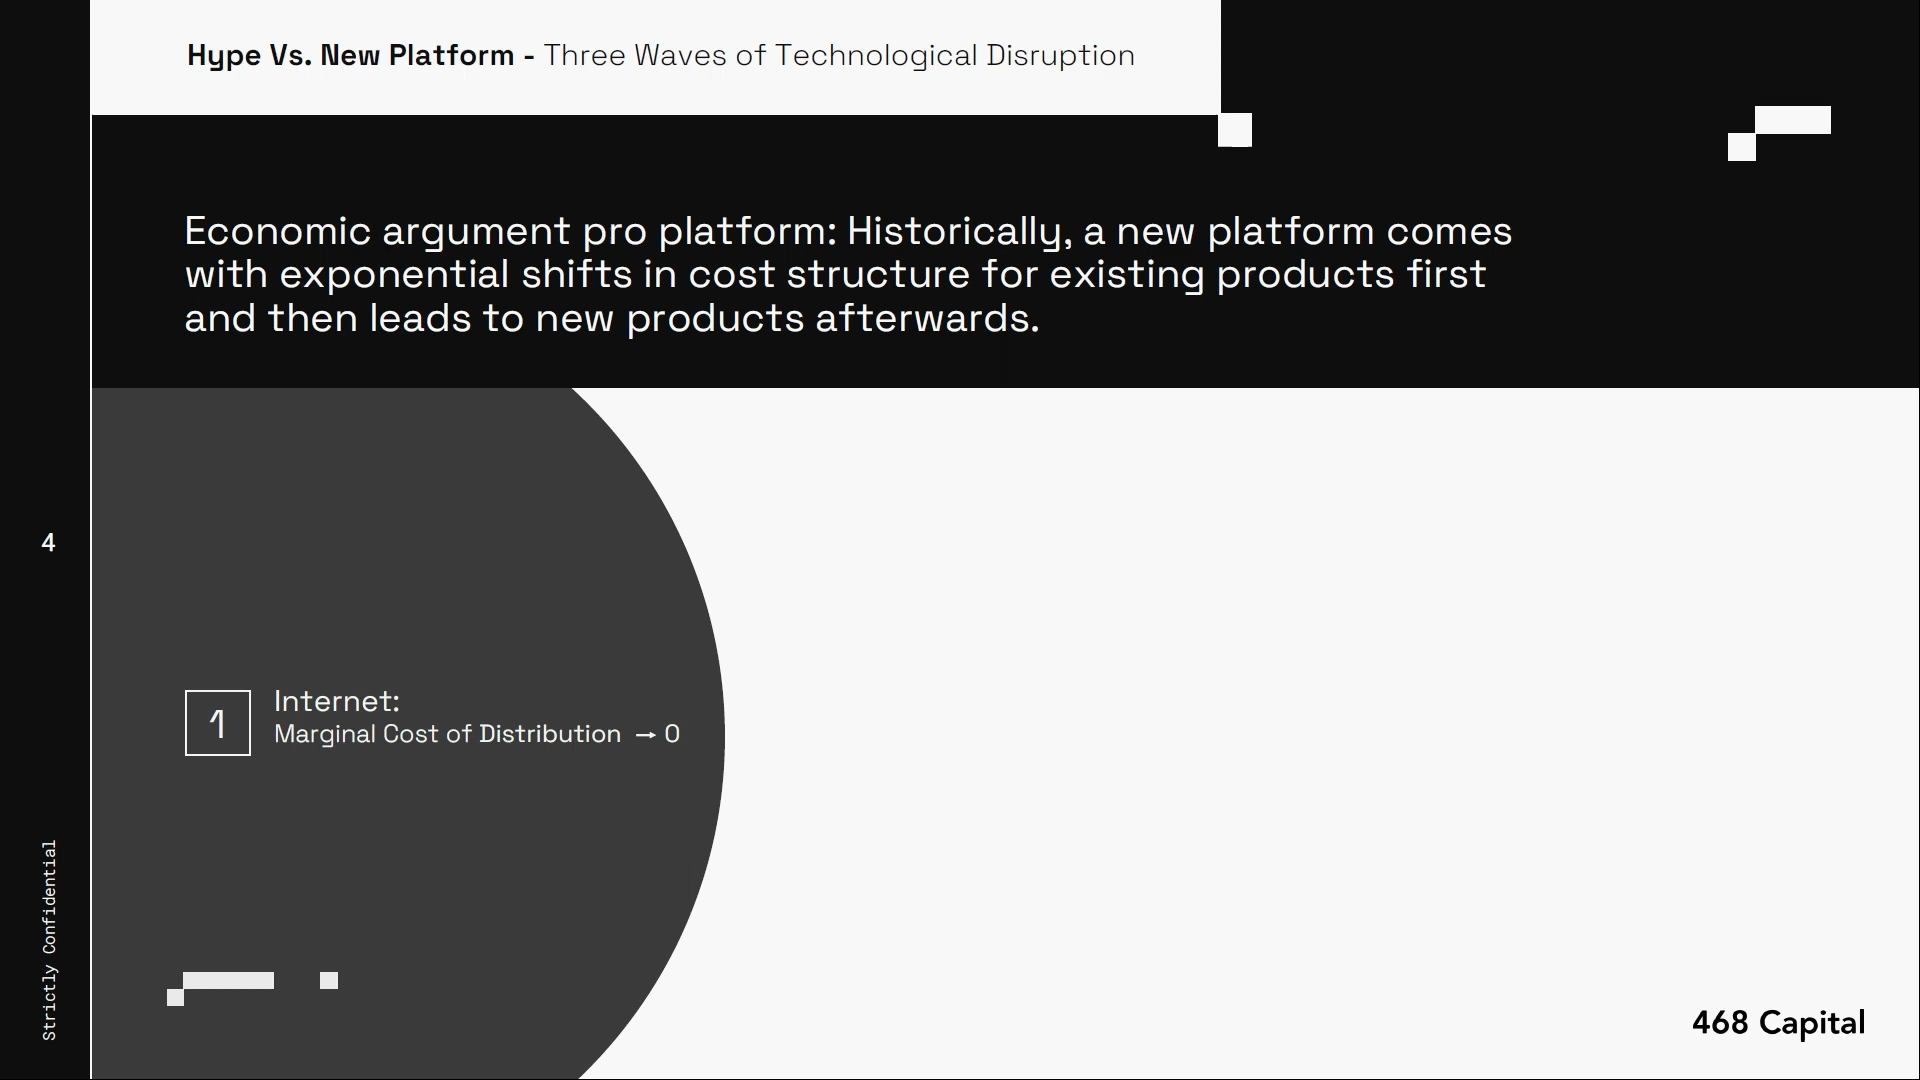 Hype Vs. New Platform - Three Waves of Technological Disruption
Economic argument pro platform: Historically, a new platform comes
with exponential shifts in cost structure for existing products first
and then leads to new products afterwards.
4
1
Internet:
Marginal Cost of Distribution → 0
Strictly Confidential
468 Capital